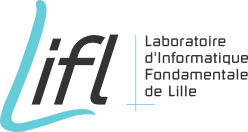 Lifl
Laboratoire
d'Informatique
Fondamentale
de Lille